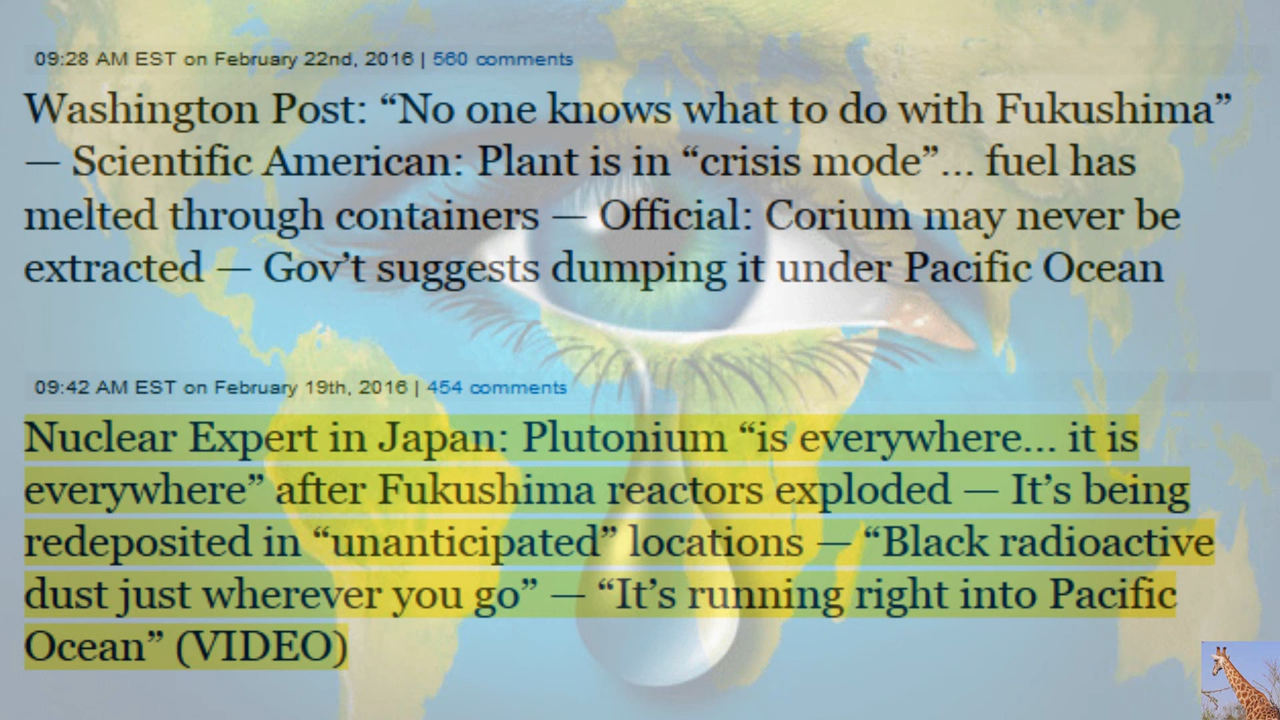 09:28 AM EST on February 22nd, 2016 | 560 comments
Washington Post: “No one knows what to do with Fukushima”
— Scientific American: Plant is in “crisis mode”... fuel has
melted through containers — Official: Corium may never be
extracted — Gov’t suggests dumping it under Pacific Ocean
09:42 AM EST on February 19th, 2016 | 454 comments
Nuclear Expert in Japan: Plutonium “is everywhere... it is
everywhere” after Fukushima reactors exploded — It’s being
redeposited in “unanticipated” locations — “Black radioactive
dust just wherever you go” — “It’s running right into Pacific
Ocean” (VIDEO)